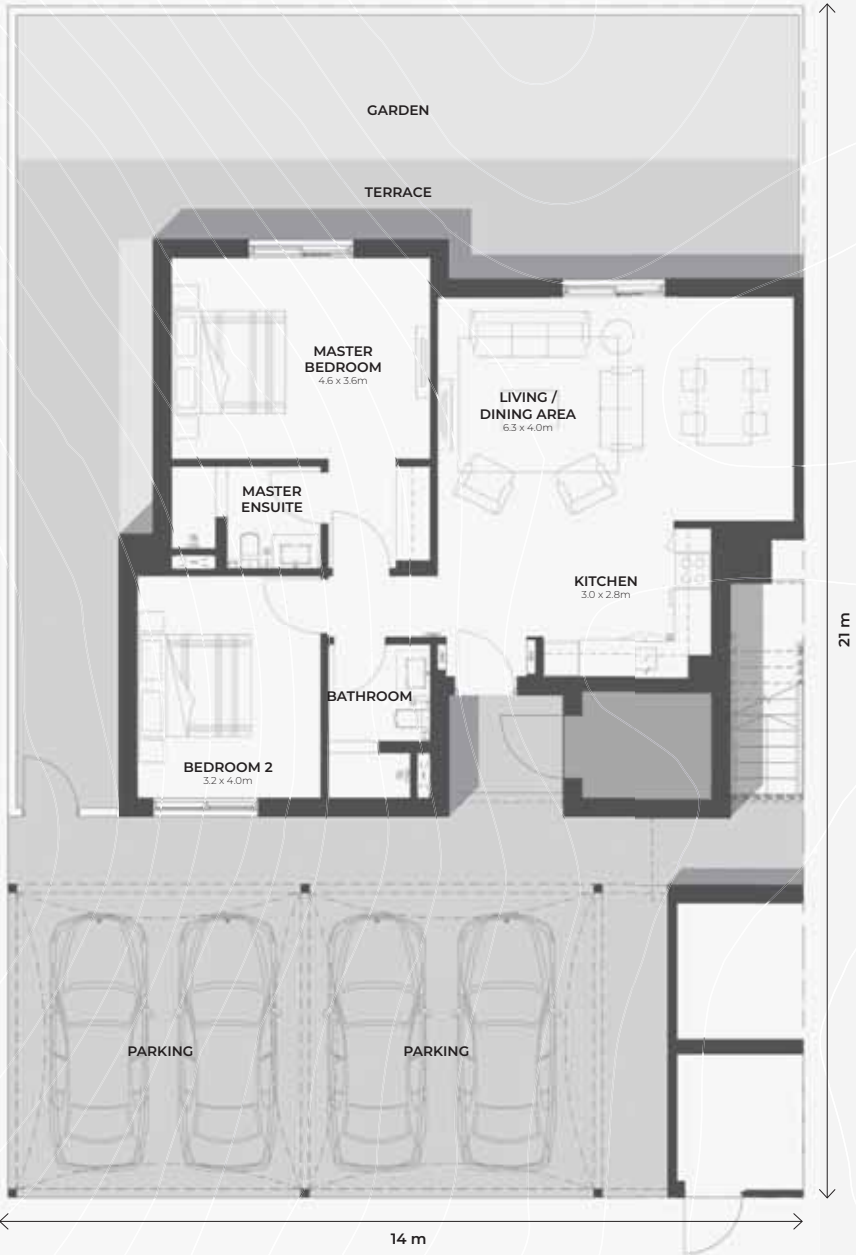 GARDEN
TERRACE
MASTER
BEDROOM
4.6 x 3.6m
LIVING /
DINING AREA
6.3 x 4.0m
MASTER
ENSUITE
KITCHEN
3.0 x 2.8m
21 m
BATHROOM
BEDROOM 2
3.2 x 4.0m
PARKING
PARKING
14 m